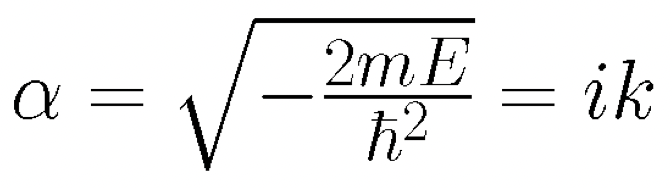 α = √(-2mE/ħ²) = ik